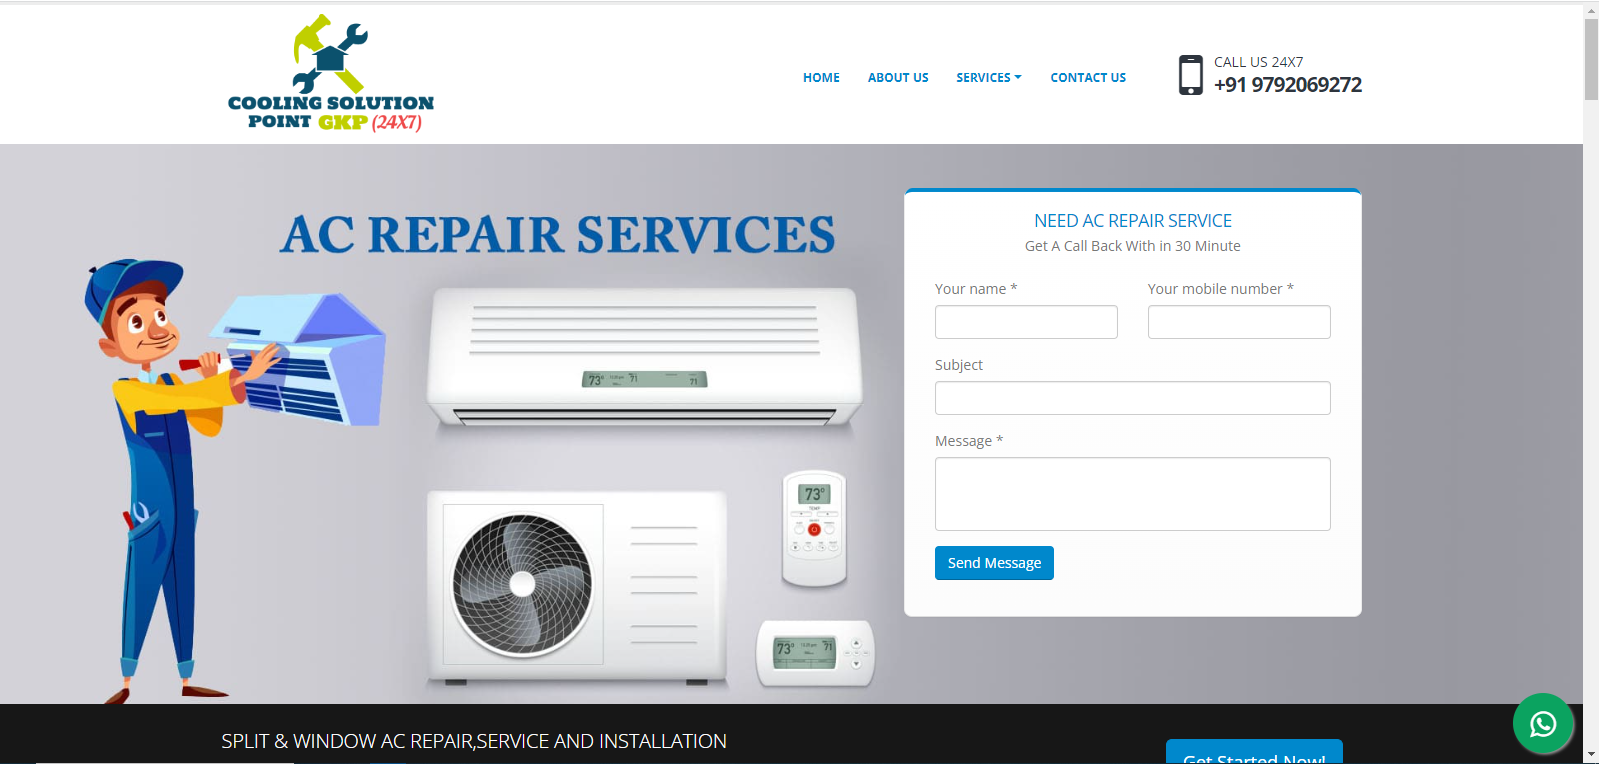 COOLING SOLUTION
POINT GKP (24X7)
HOME
ABOUT US
SERVICES
CONTACT US
CALL US 24X7
+91 9792069272
AC REPAIR SERVICES
73°
71
71
73°
TEMP
73°
71
NEED AC REPAIR SERVICE
Get A Call Back With in 30 Minute
Your name *
Your mobile number *
Subject
Message *
Send Message
SPLIT & WINDOW AC REPAIR,SERVICE AND INSTALLATION
Get Started Now!